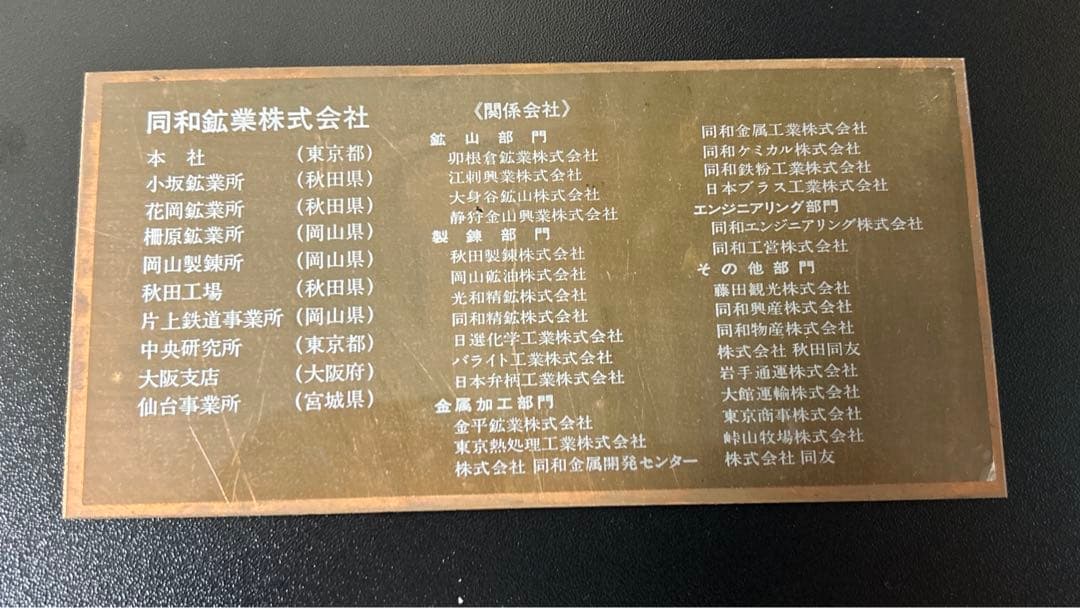 同和鉱業株式会社
本社 (東京都)
小坂鉱業所 (秋田県)
花岡鉱業所 (秋田県)
柵原鉱業所 (岡山県)
岡山製錬所 (岡山県)
秋田工場 (秋田県)
片上鉄道事業所 (岡山県)
中央研究所 (東京都)
大阪支店 (大阪府)
仙台事業所 (宮城県)
《関係会社》
鉱山部門
卯根倉鉱業株式会社
江刺興業株式会社
大身谷鉱山株式会社
静狩金山興業株式会社
製錬部門
秋田製錬株式会社
岡山砿油株式会社
光和精鉱株式会社
同和精鉱株式会社
日選化学工業株式会社
バライト工業株式会社
日本弁柄工業株式会社
金属加工部門
金平鉱業株式会社
東京熱処理工業株式会社
株式会社 同和金属開発センター
同和金属工業株式会社
同和ケミカル株式会社
同和鉄粉工業株式会社
日本ブラス工業株式会社
エンジニアリング部門
同和エンジニアリング株式会社
同和工営株式会社
その他部門
藤田観光株式会社
同和興産株式会社
同和物産株式会社
株式会社 秋田同友
岩手通運株式会社
大館運輸株式会社
東京商事株式会社
峠山牧場株式会社
株式会社 同友